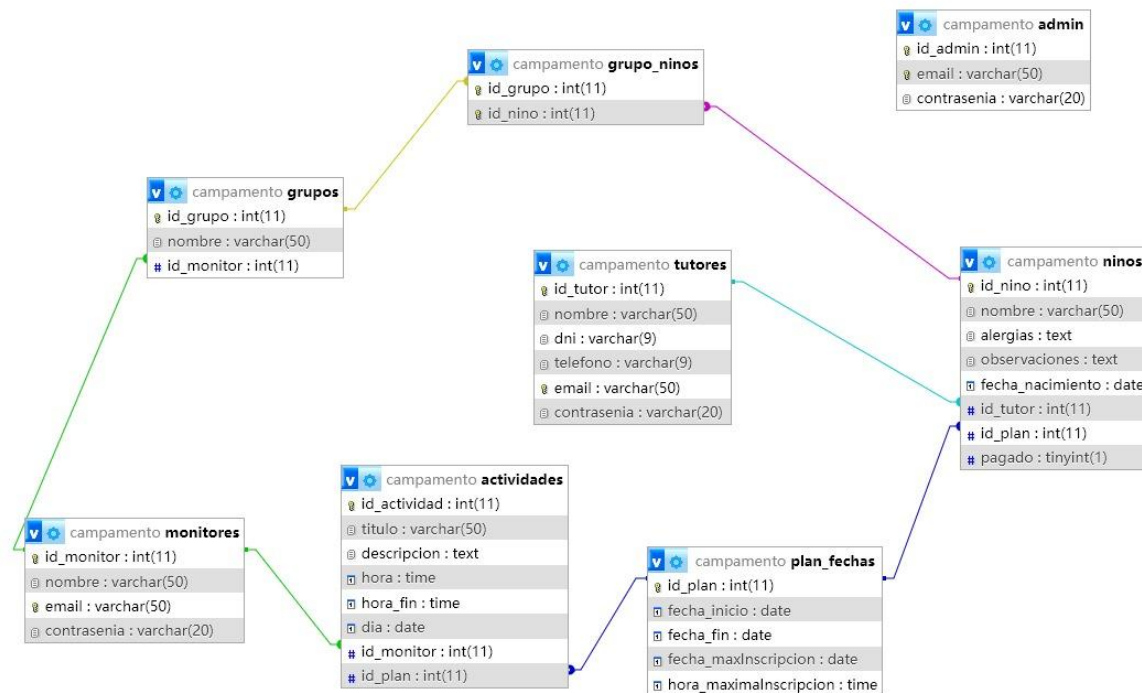 campamento admin
id_admin : int(11)
email : varchar(50)
contrasenia : varchar(20)
campamento grupo_ninos
id_grupo : int(11)
id_nino : int(11)
campamento grupos
id_grupo : int(11)
nombre : varchar(50)
# id_monitor : int(11)
campamento tutores
id_tutor : int(11)
nombre : varchar(50)
dni : varchar(9)
telefono : varchar(9)
email : varchar(50)
contrasenia : varchar(20)
campamento ninos
id_nino : int(11)
nombre : varchar(50)
alergias : text
observaciones : text
fecha_nacimiento : date
# id_tutor : int(11)
# id_plan : int(11)
# pagado : tinyint(1)
campamento monitores
id_monitor : int(11)
nombre : varchar(50)
email : varchar(50)
contrasenia : varchar(20)
campamento actividades
id_actividad : int(11)
titulo : varchar(50)
descripcion : text
hora : time
hora_fin : time
dia : date
# id_monitor : int(11)
# id_plan : int(11)
campamento plan_fechas
id_plan : int(11)
fecha_inicio : date
fecha_fin : date
fecha_maxInscripcion : date
hora_maximaInscripcion : time